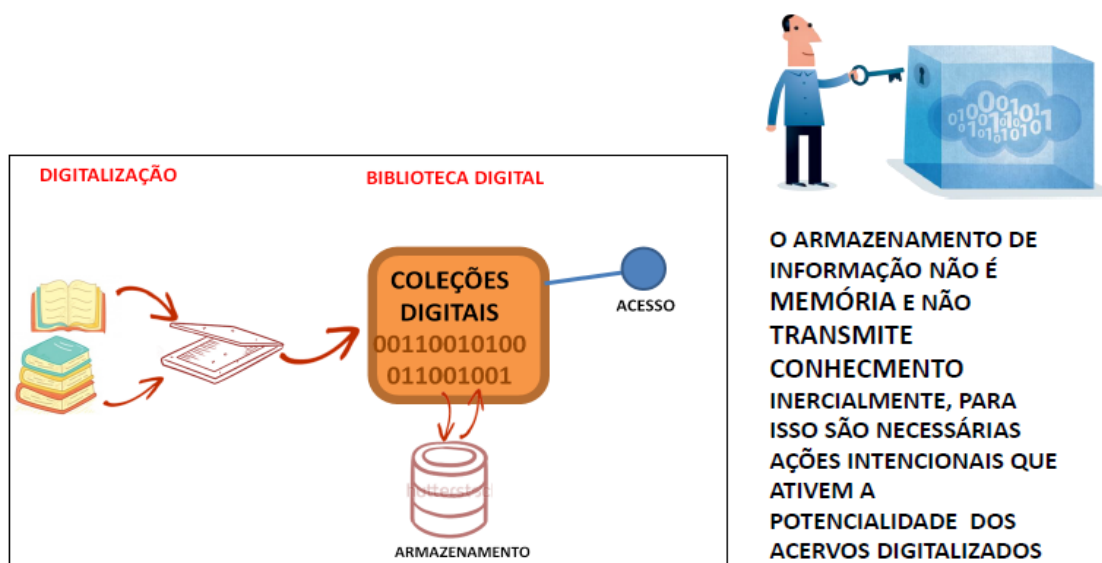 DIGITALIZAÇÃO
BIBLIOTECA DIGITAL
COLEÇÕES
DIGITAIS
00110010100
011001001
ACESSO
ARMAZENAMENTO
O ARMAZENAMENTO DE
INFORMAÇÃO NÃO É
MEMÓRIA E NÃO
TRANSMITE
CONHECMENTO
INERCIALMENTE, PARA
ISSO SÃO NECESSÁRIAS
AÇÕES INTENCIONAIS QUE
ATIVEM A
POTENCIALIDADE DOS
ACERVOS DIGITALIZADOS